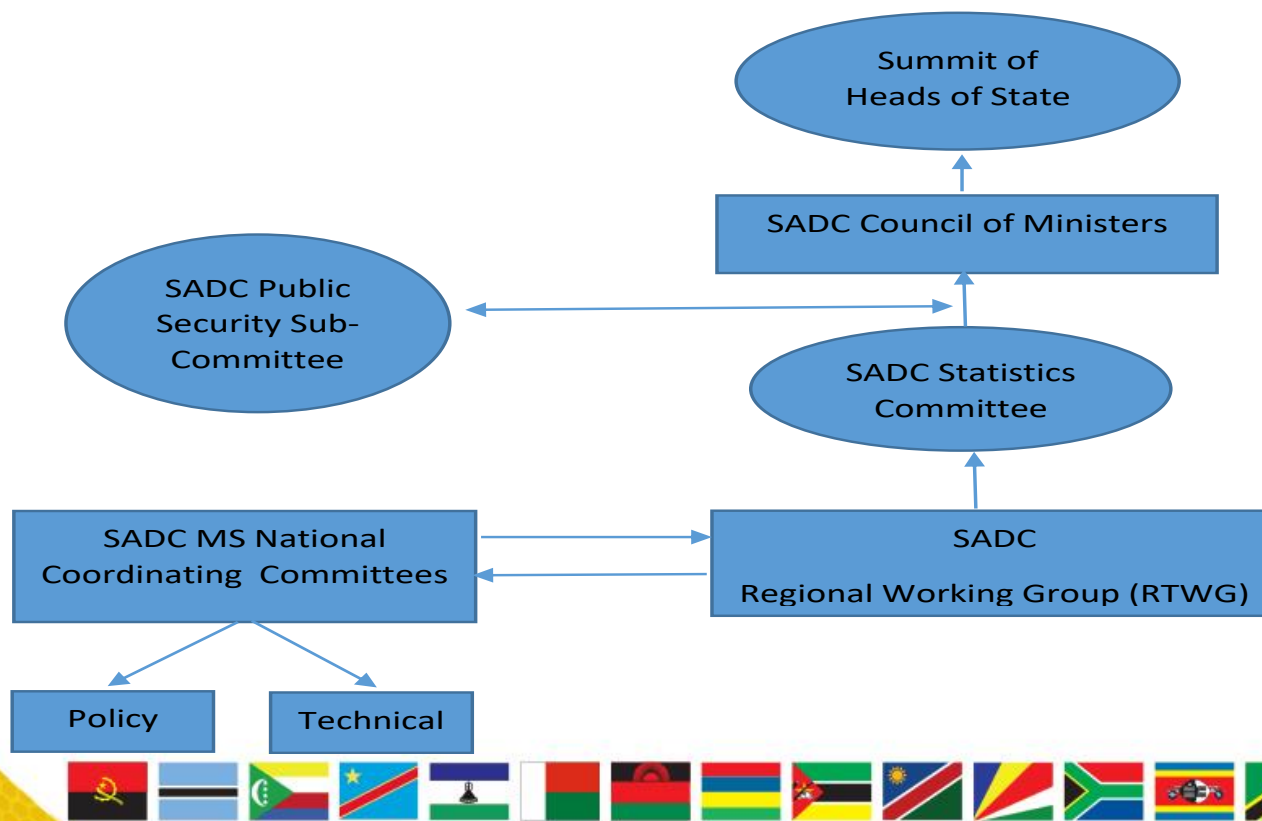 Summit of
Heads of State
SADC Council of Ministers
SADC Public
Security Sub-
Committee
SADC Statistics
Committee
SADC MS National
Coordinating Committees
SADC
Regional Working Group (RTWG)
Policy
Technical